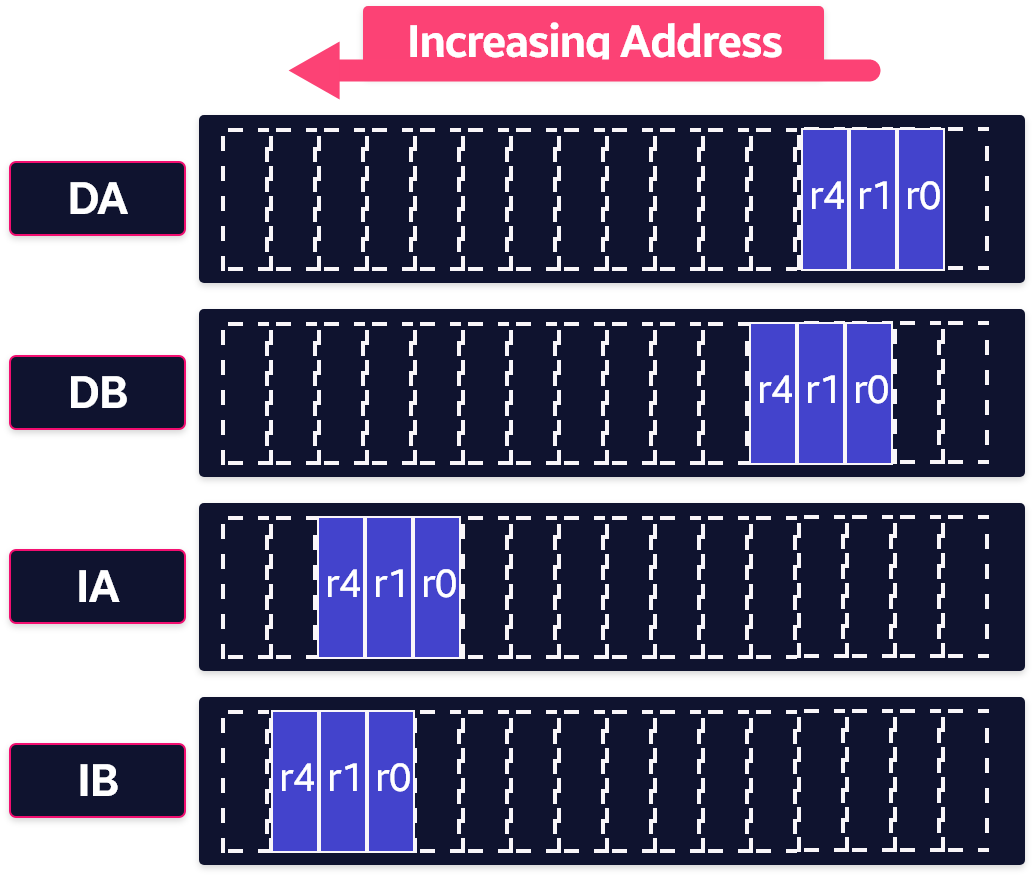 Increasing Address
DA
r4 r1 r0
DB
r4 r1 r0
IA
r4 r1 r0
IB
r4 r1 r0